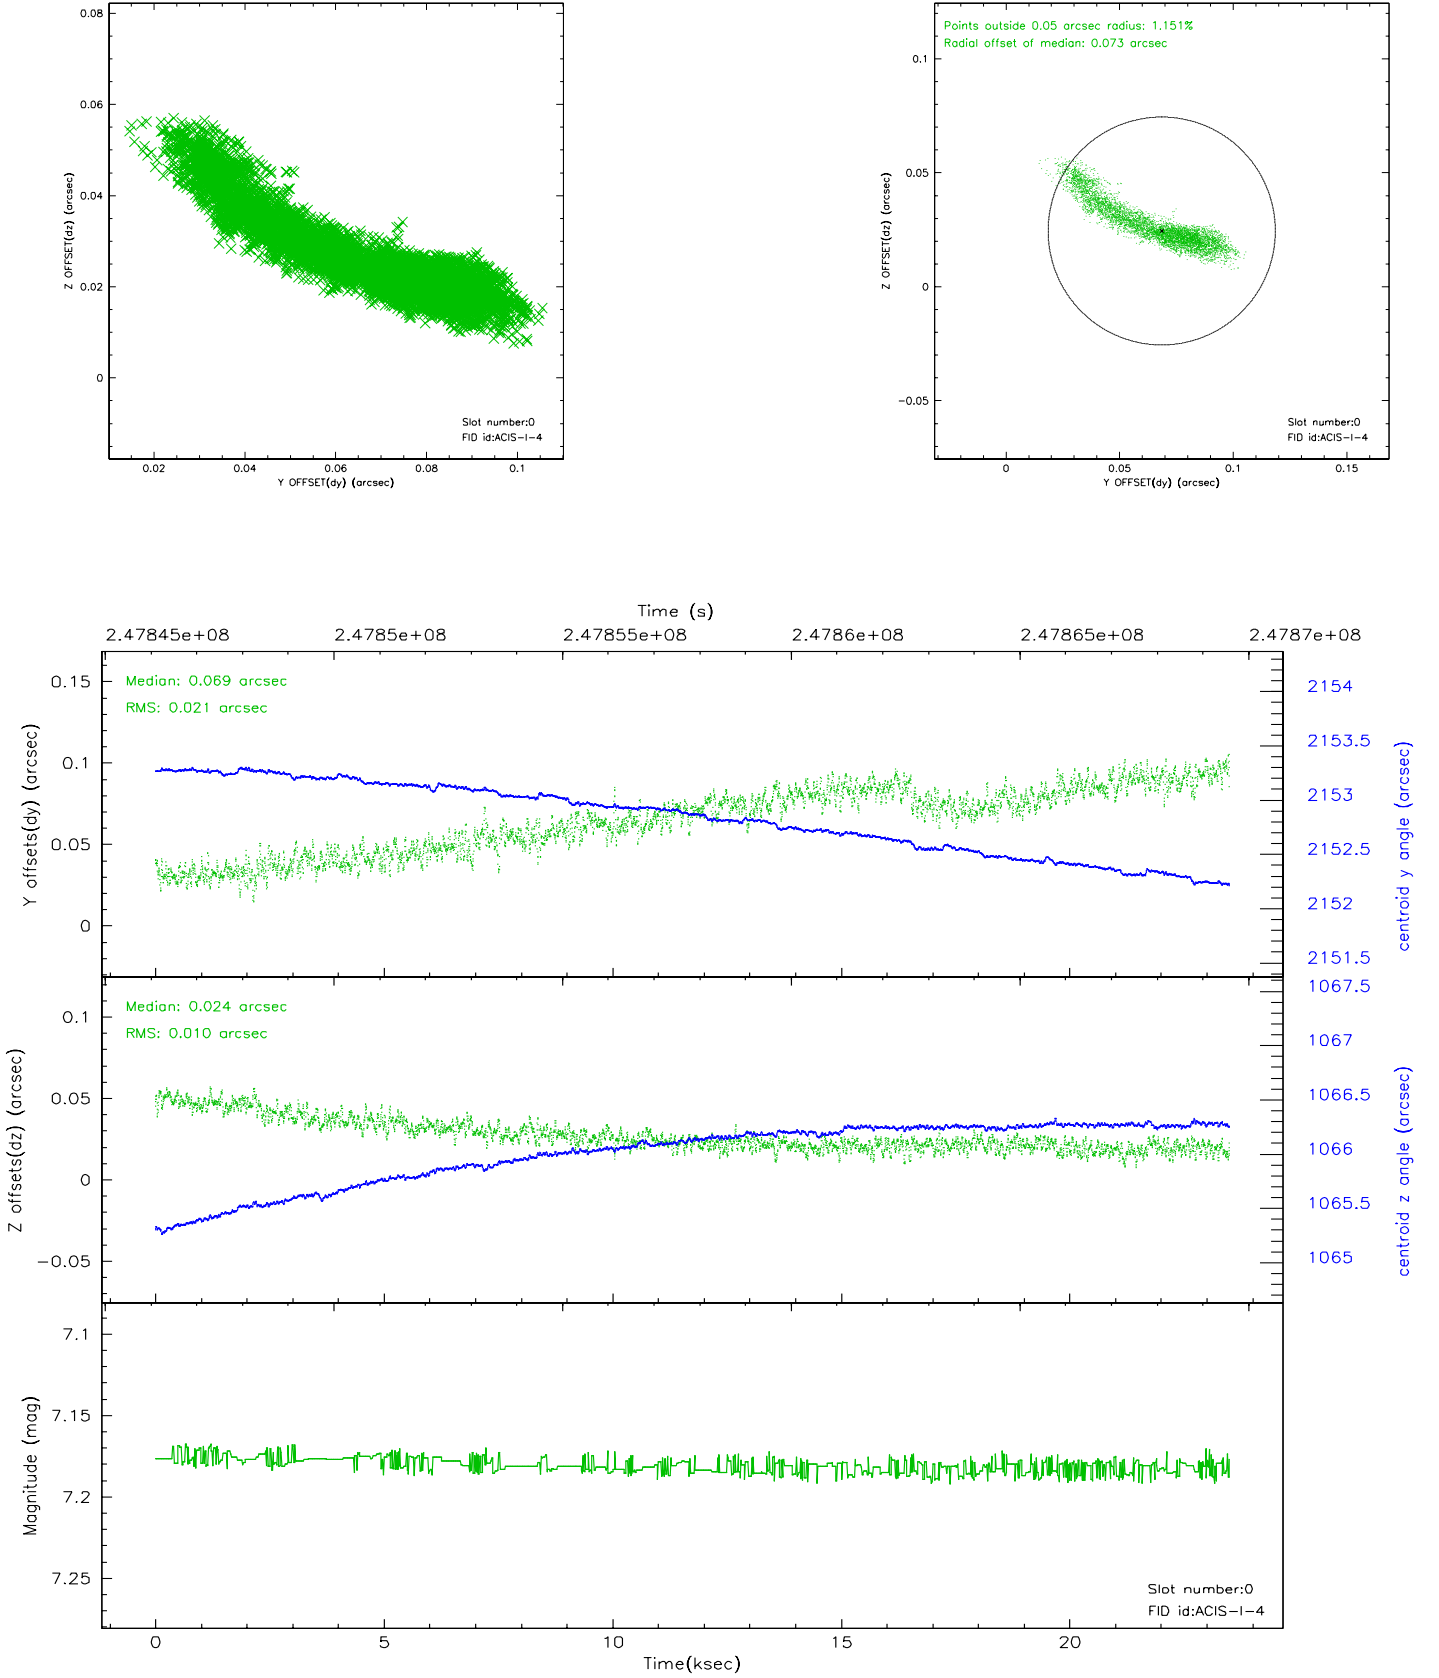 0.08
0.06
0.04
0.02
0
Z OFFSET(dz) (arcsec)
Slot number:0
FID id:ACIS-I-4
0.02 0.04 0.06 0.08 0.1
Y OFFSET(dy) (arcsec)
Points outside 0.05 arcsec radius: 1.151%
Radial offset of median: 0.073 arcsec
0.1
0.05
0
-0.05
Z OFFSET(dz) (arcsec)
Slot number:0
FID id:ACIS-I-4
0 0.05 0.1 0.15
Y OFFSET(dy) (arcsec)
Time (s)
2.47845e+08 2.4785e+08 2.47855e+08 2.4786e+08 2.47865e+08 2.4787e+08
Median: 0.069 arcsec
RMS: 0.021 arcsec
0.15
0.1
0.05
0
Y offsets(dy) (arcsec)
2154
2153.5
2153
2152.5
2152
2151.5
centroid y angle (arcsec)
Median: 0.024 arcsec
RMS: 0.010 arcsec
0.1
0.05
0
-0.05
Z offsets(dz) (arcsec)
1067.5
1067
1066.5
1066
1065.5
1065
centroid z angle (arcsec)
7.1
7.15
7.2
7.25
Magnitude (mag)
Slot number:0
FID id:ACIS-I-4
0 5 10 15 20
Time(ksec)